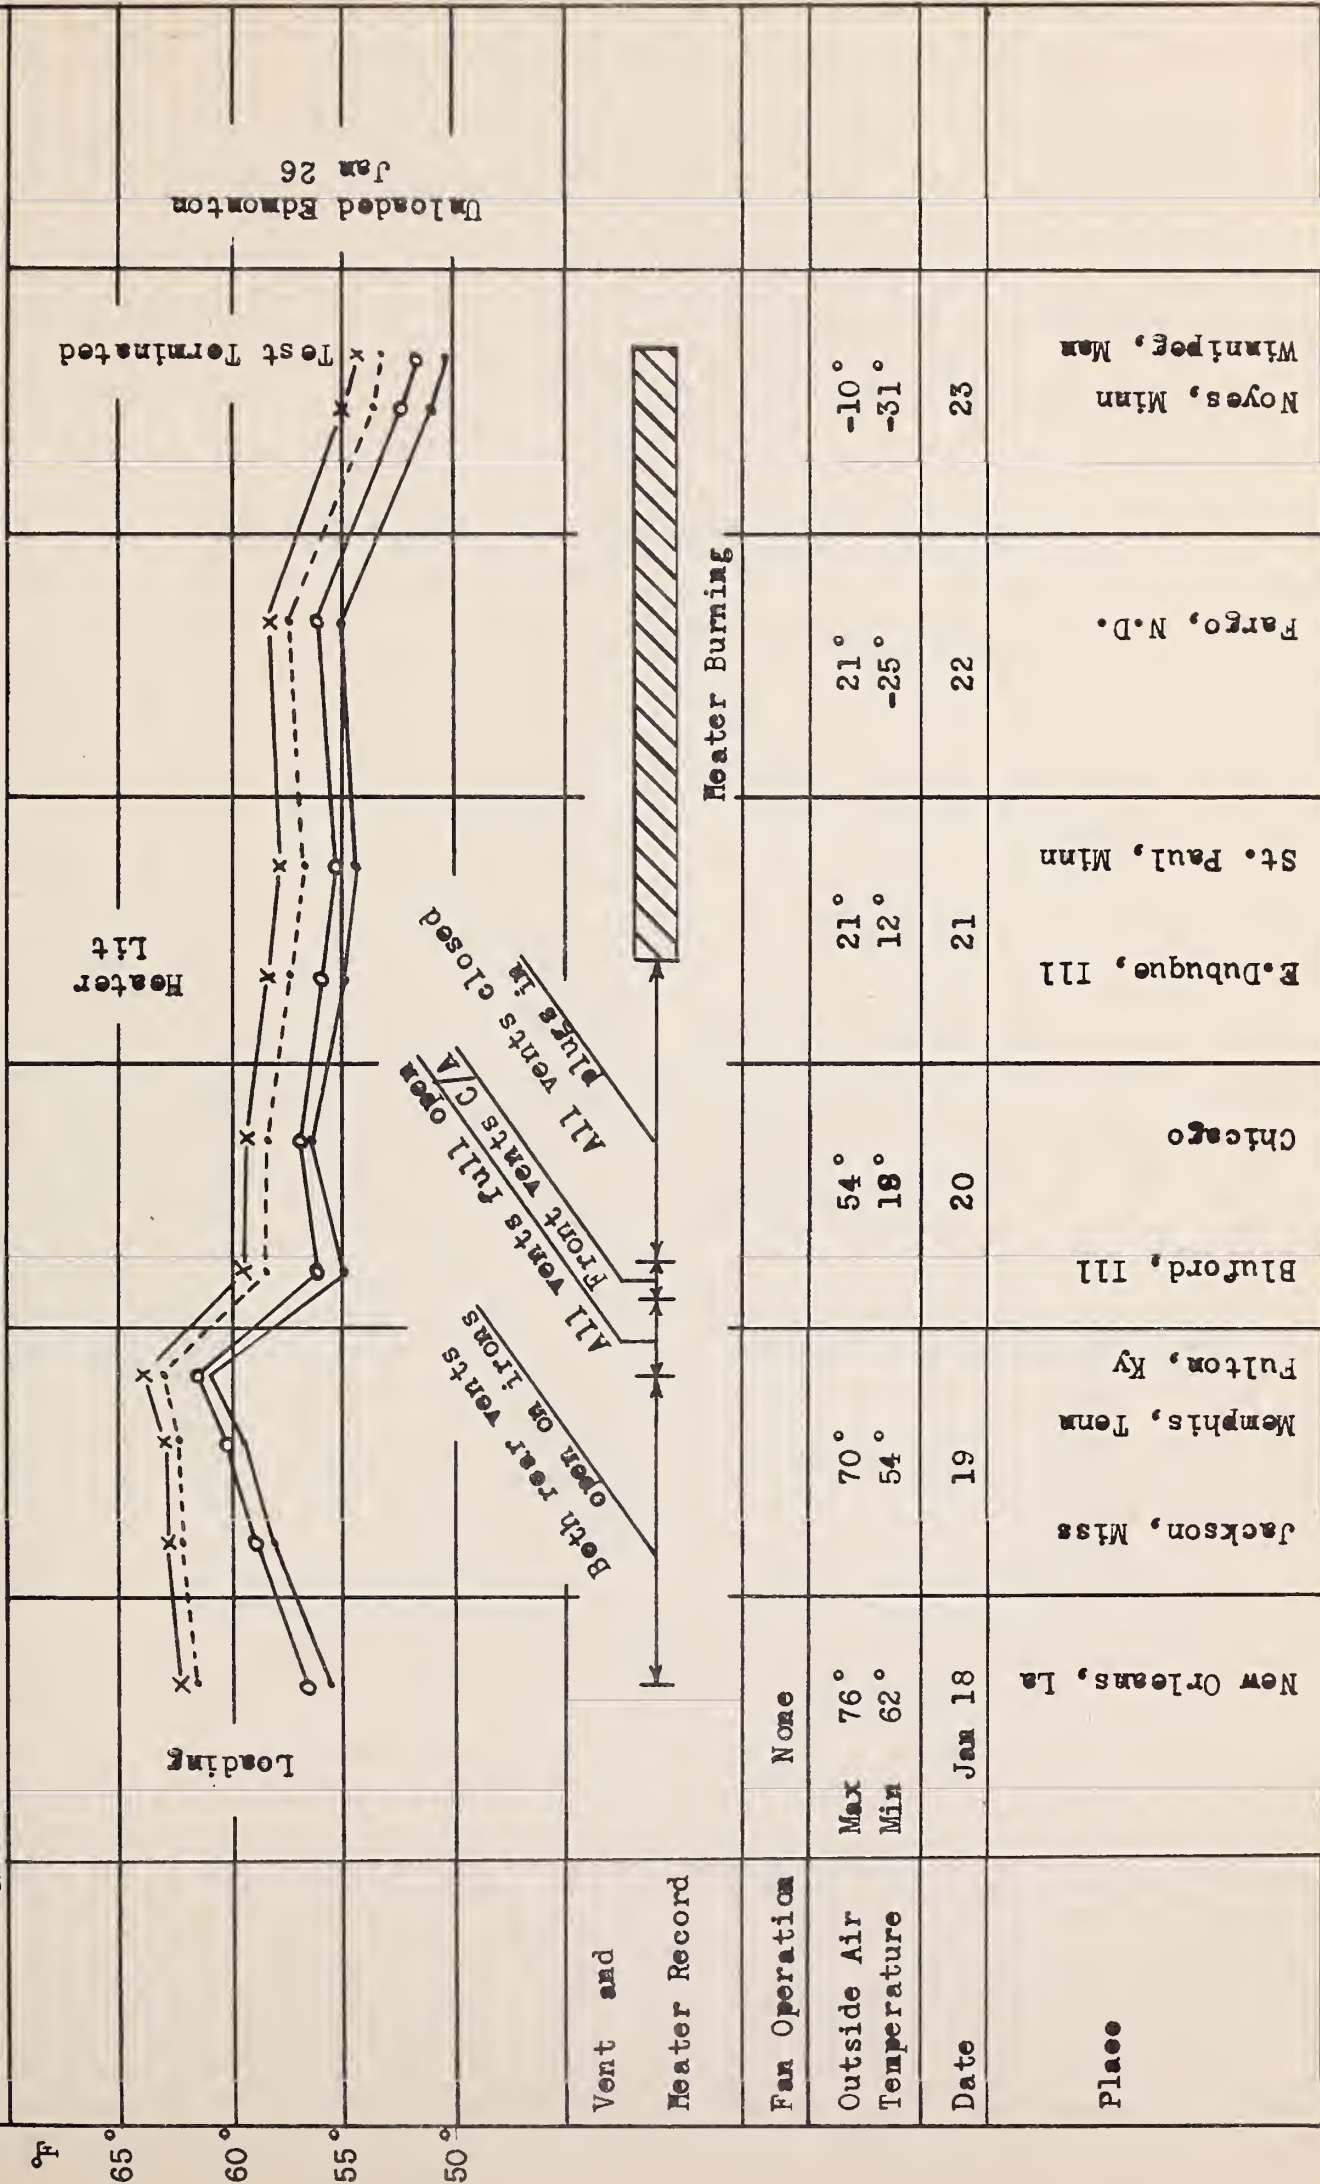 °F
65°
60°
55°
50°
Loading
Heater
Lit
Test Terminated
Unloaded Edmonton
Jan 26
Vent and
Heater Record
Both rear vents
open on irons
All vents full open
Front vents C/A
All vents closed
plugs in
Heater Burning
Fan Operation None
Outside Air Max 76° 70° 54° 21° 21° -10°
Temperature Min 62° 54° 18° 12° -25° -31°
Date Jan 18 19 20 21 22 23
Place
New Orleans, La
Jackson, Miss
Memphis, Tenn
Fulton, Ky
Bluford, Ill
Chicago
E.Dubuque, Ill
St. Paul, Minn
Fargo, N.D.
Noyes, Minn
Winnipeg, Man